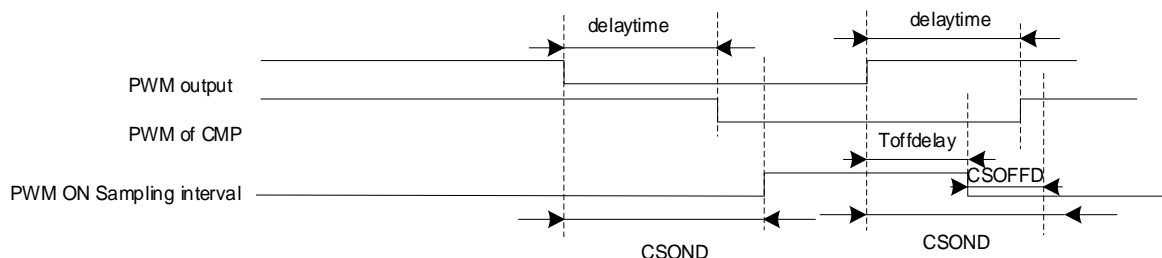 delaytime
delaytime
PWM output
PWM of CMP
Toffdelay
CSOFFD
PWM ON Sampling interval
CSOND
CSOND